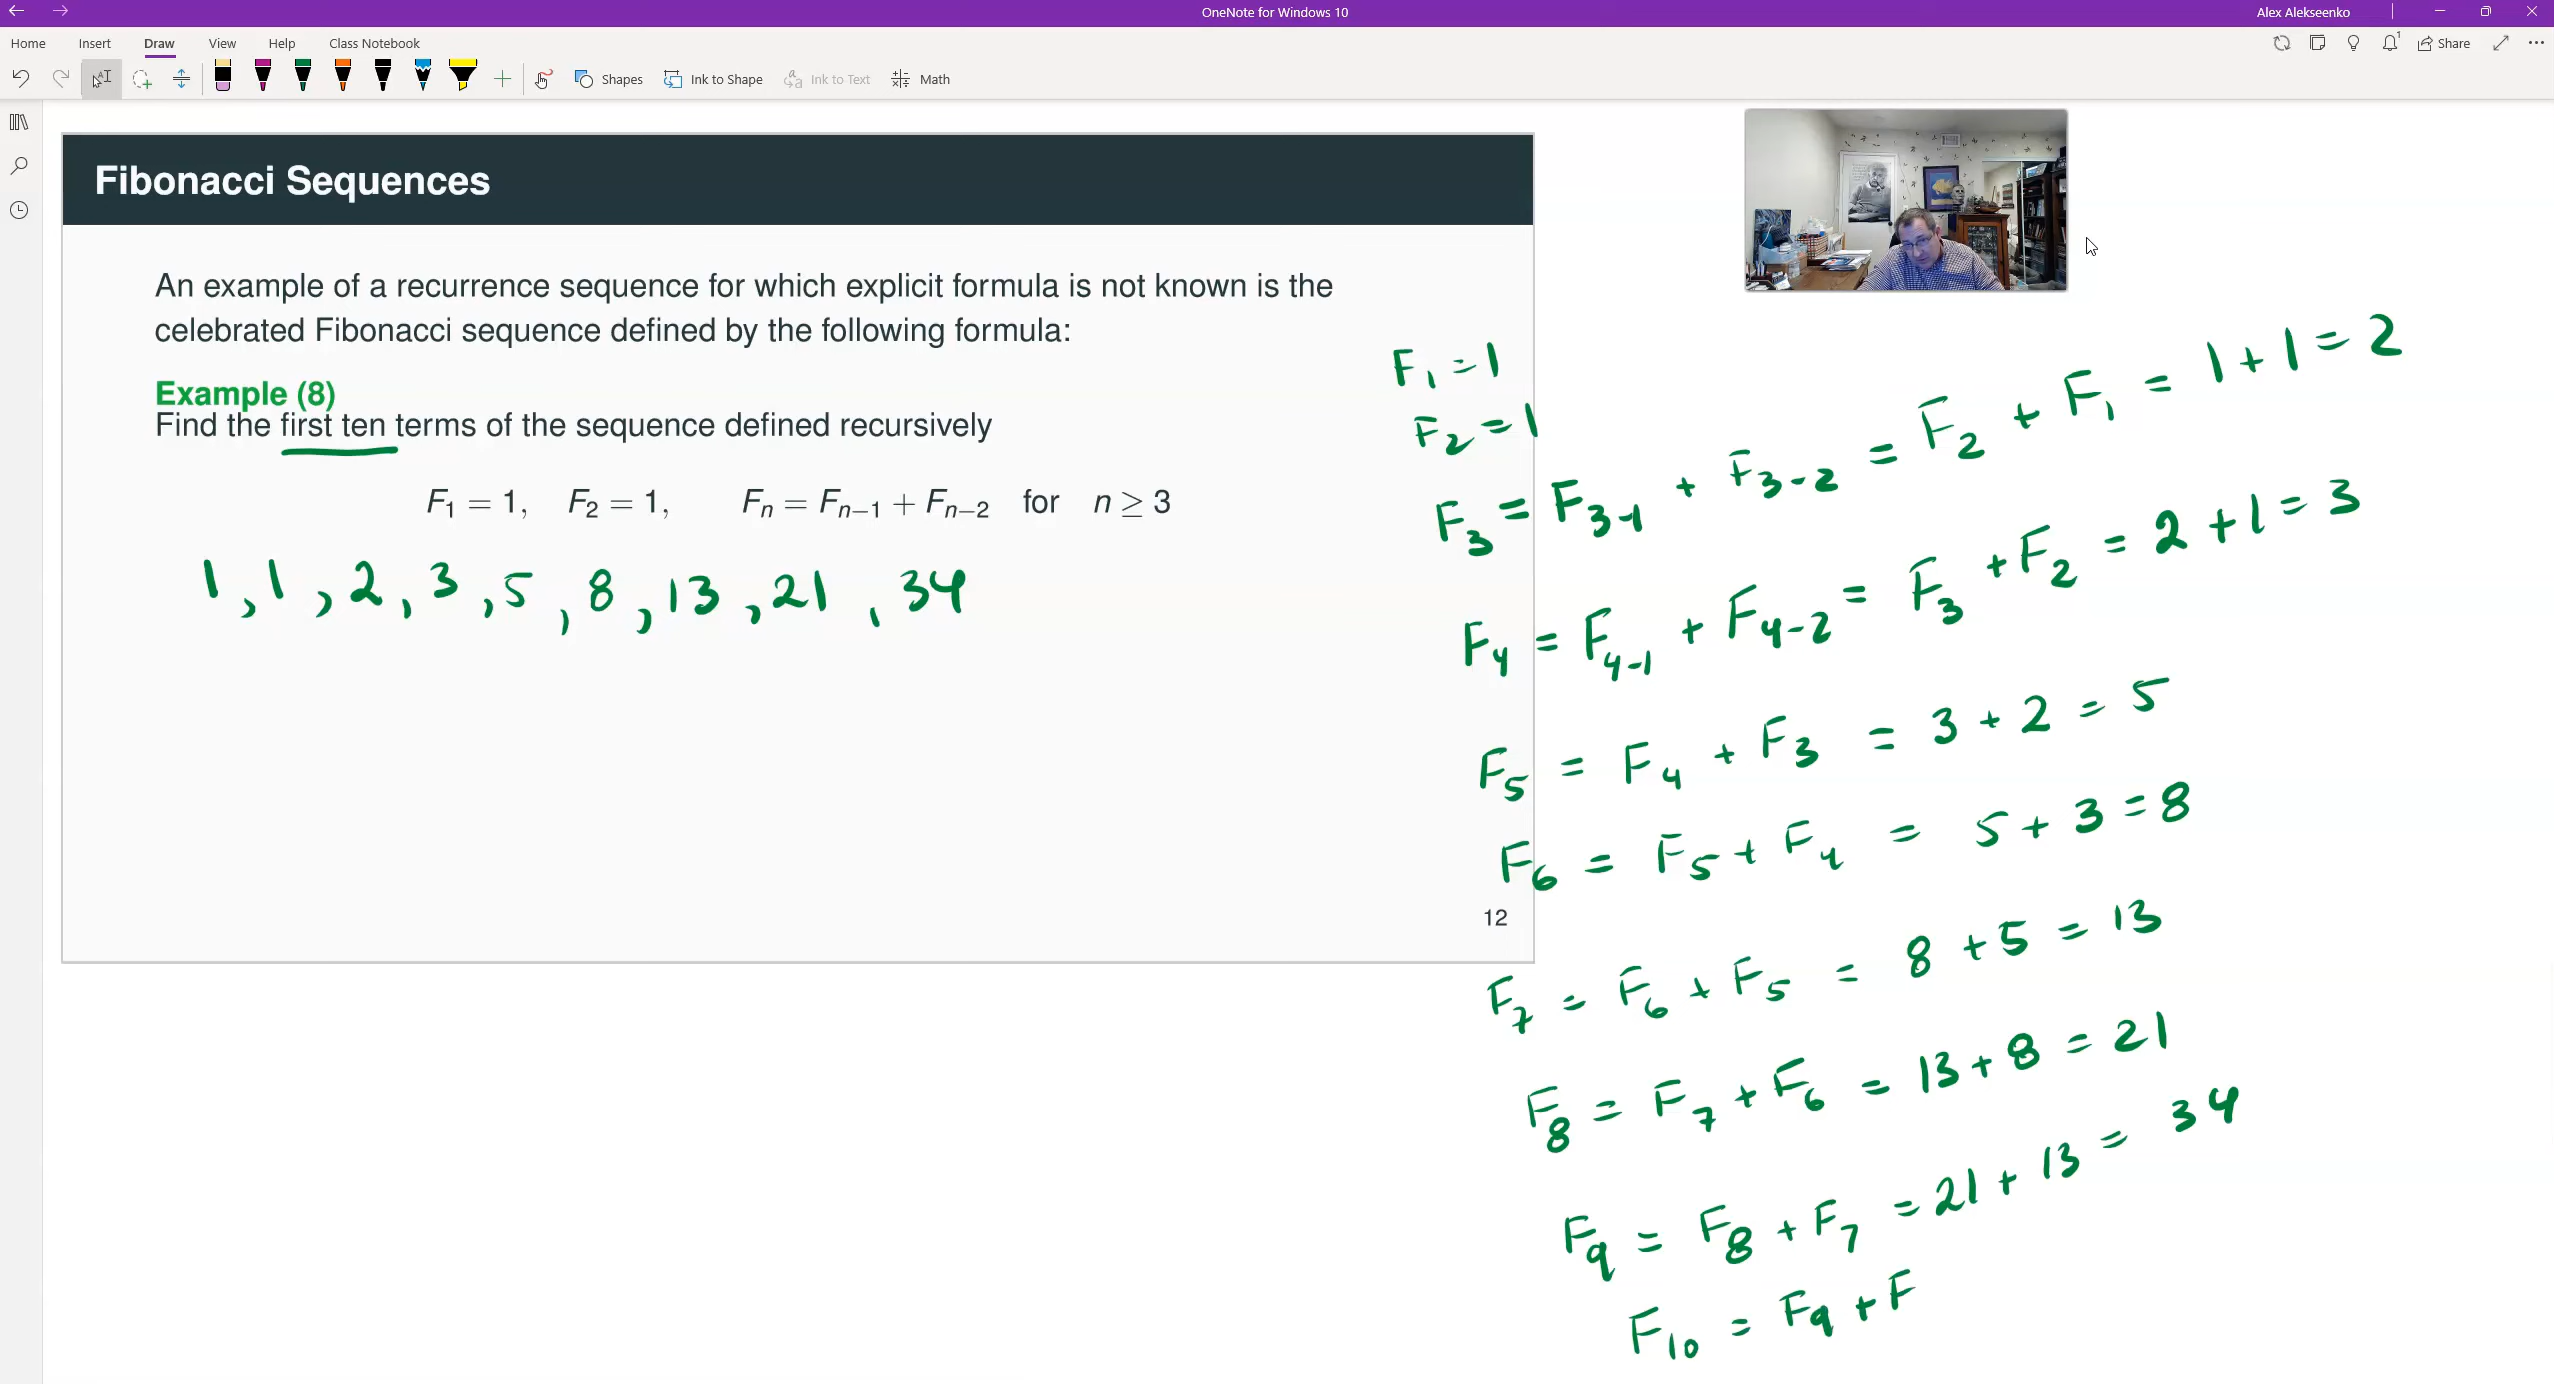 OneNote for Windows 10
Alex Alekseenko
Home Insert Draw View Help Class Notebook
1
Share
Shapes Ink to Shape Ink to Text Math
Fibonacci Sequences
An example of a recurrence sequence for which explicit formula is not known is the
celebrated Fibonacci sequence defined by the following formula:
Example (8)
Find the first ten terms of the sequence defined recursively
F₁ = 1, F₂ = 1, Fₙ = Fₙ₋₁ + Fₙ₋₂ for n ≥ 3
1, 1, 2, 3, 5, 8, 13, 21, 34
12
F₁ = 1
F₂ = 1
F₃ = F₃₋₁ + F₃₋₂ = F₂ + F₁ = 1 + 1 = 2
F₄ = F₄₋₁ + F₄₋₂ = F₃ + F₂ = 2 + 1 = 3
F₅ = F₄ + F₃ = 3 + 2 = 5
F₆ = F₅ + F₄ = 5 + 3 = 8
F₇ = F₆ + F₅ = 8 + 5 = 13
F₈ = F₇ + F₆ = 13 + 8 = 21
F₉ = F₈ + F₇ = 21 + 13 = 34
F₁₀ = F₉ + F